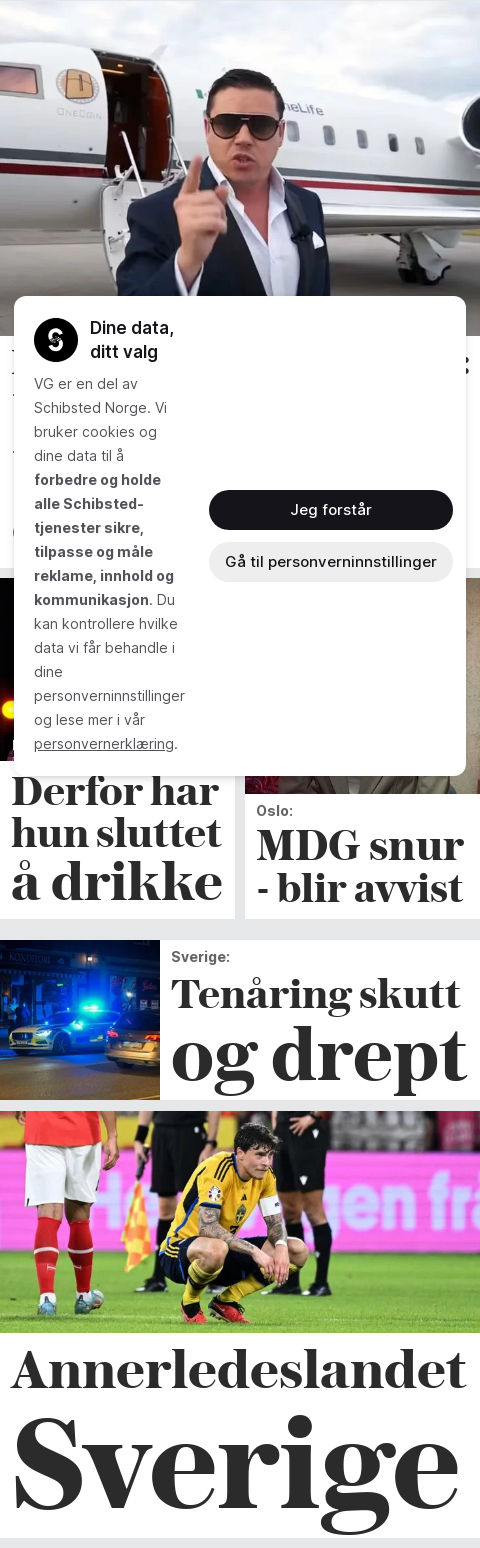 ONECOIN
neLife
Dine data,
ditt valg
VG er en del av
Schibsted Norge. Vi
bruker cookies og
dine data til å
forbedre og holde
alle Schibsted-
tjenester sikre,
tilpasse og måle
reklame, innhold og
kommunikasjon. Du
kan kontrollere hvilke
data vi får behandle i
dine
personverninnstillinger
og lese mer i vår
personvernerklæring.
Jeg forstår
Gå til personverninnstillinger
Derfor har
hun sluttet
å drikke
Oslo:
MDG snur
- blir avvist
Sverige:
Tenåring skutt
og drept
Annerledeslandet
Sverige